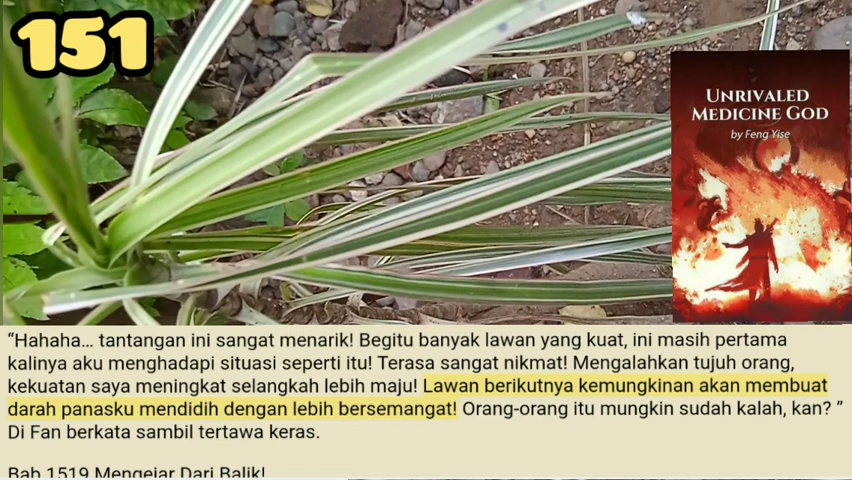 151
UNRIVALED
MEDICINE GOD
by Feng Yise
“Hahaha… tantangan ini sangat menarik! Begitu banyak lawan yang kuat, ini masih pertama
kalinya aku menghadapi situasi seperti itu! Terasa sangat nikmat! Mengalahkan tujuh orang,
kekuatan saya meningkat selangkah lebih maju! Lawan berikutnya kemungkinan akan membuat
darah panasku mendidih dengan lebih bersemangat! Orang-orang itu mungkin sudah kalah, kan? ”
Di Fan berkata sambil tertawa keras.
Bab 1519 Mengejar Dari Balik!